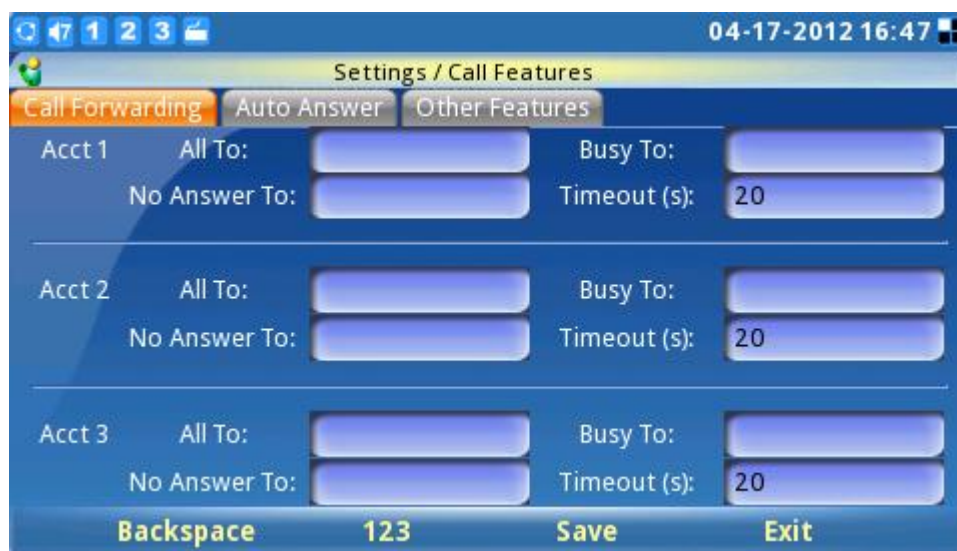 7 1 2 3 04-17-2012 16:47
Settings / Call Features
Call Forwarding Auto Answer Other Features
Acct 1 All To: Busy To:
No Answer To: Timeout (s): 20
Acct 2 All To: Busy To:
No Answer To: Timeout (s): 20
Acct 3 All To: Busy To:
No Answer To: Timeout (s): 20
Backspace 123 Save Exit